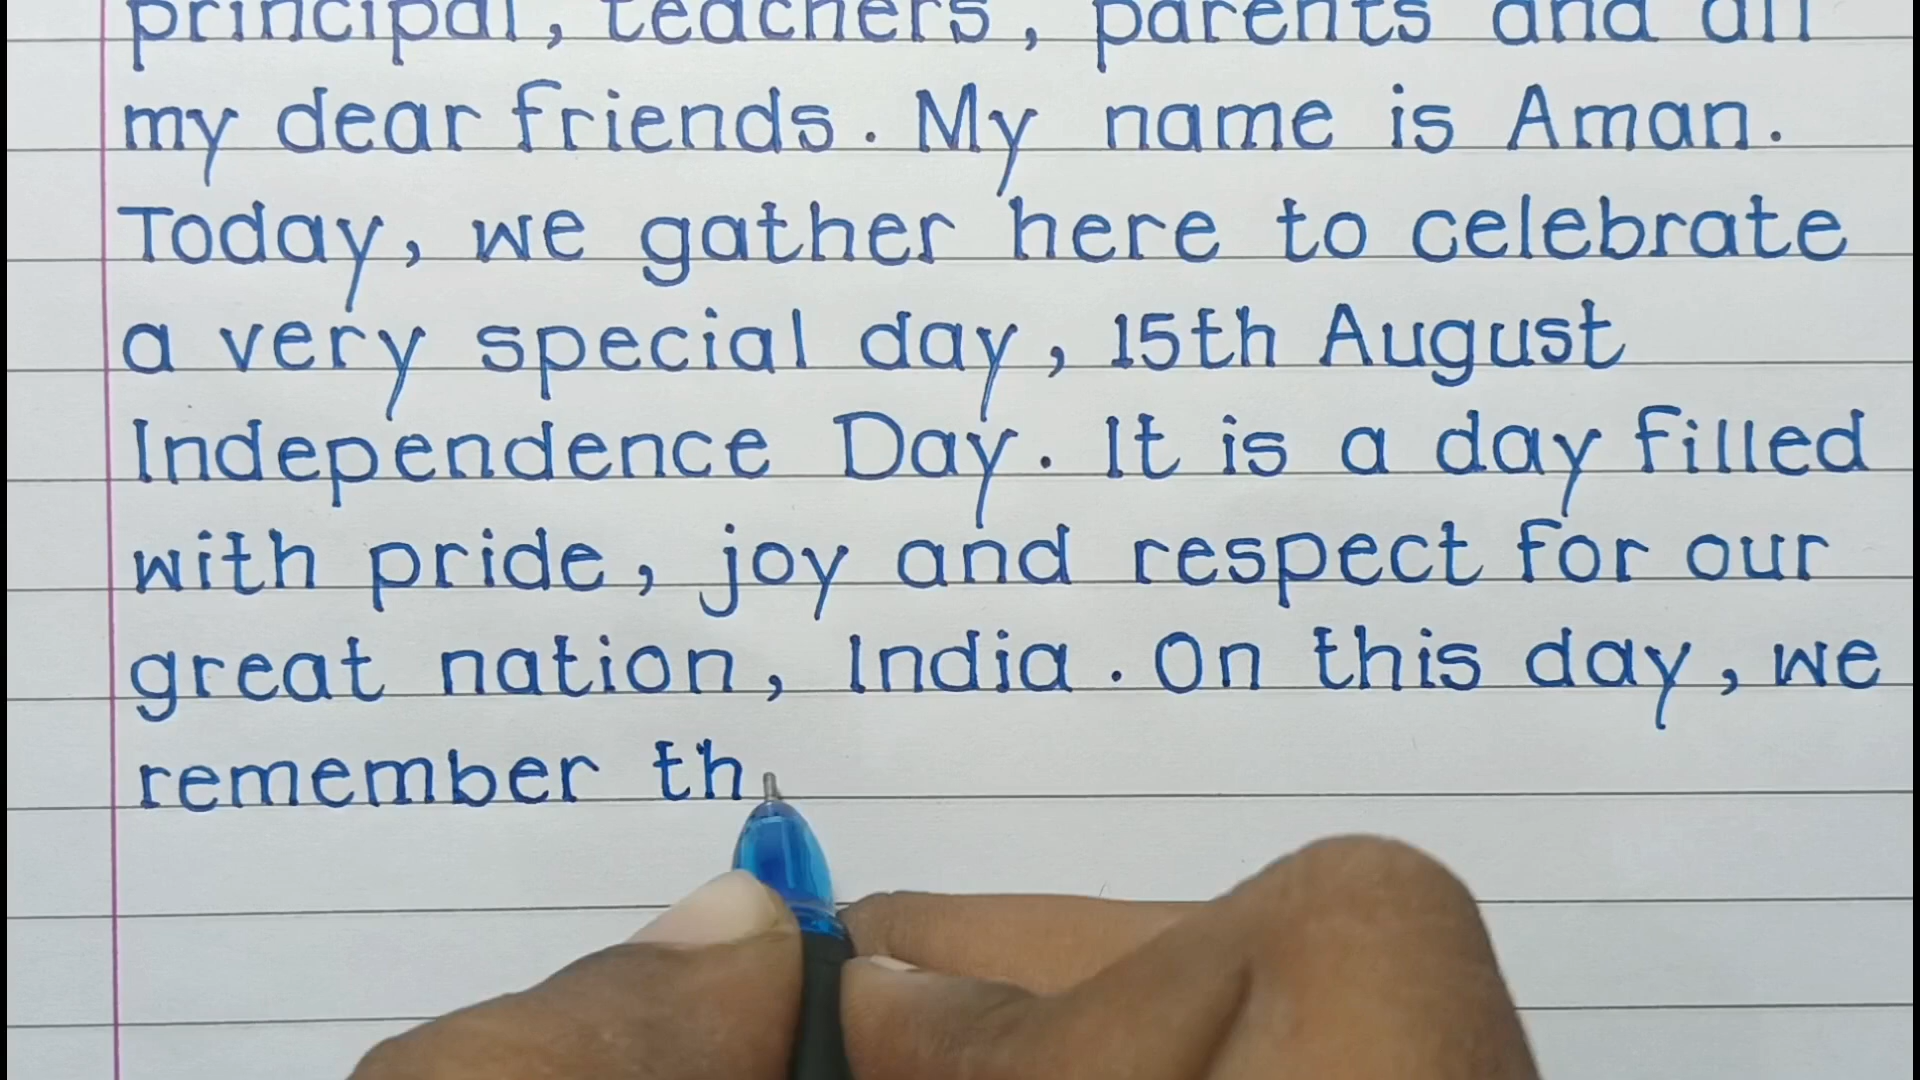 principal, teachers, parents and all
my dear friends. My name is Aman.
Today, we gather here to celebrate
a very special day, 15th August
Independence Day. It is a day filled
with pride, joy and respect for our
great nation, India. On this day, we
remember th